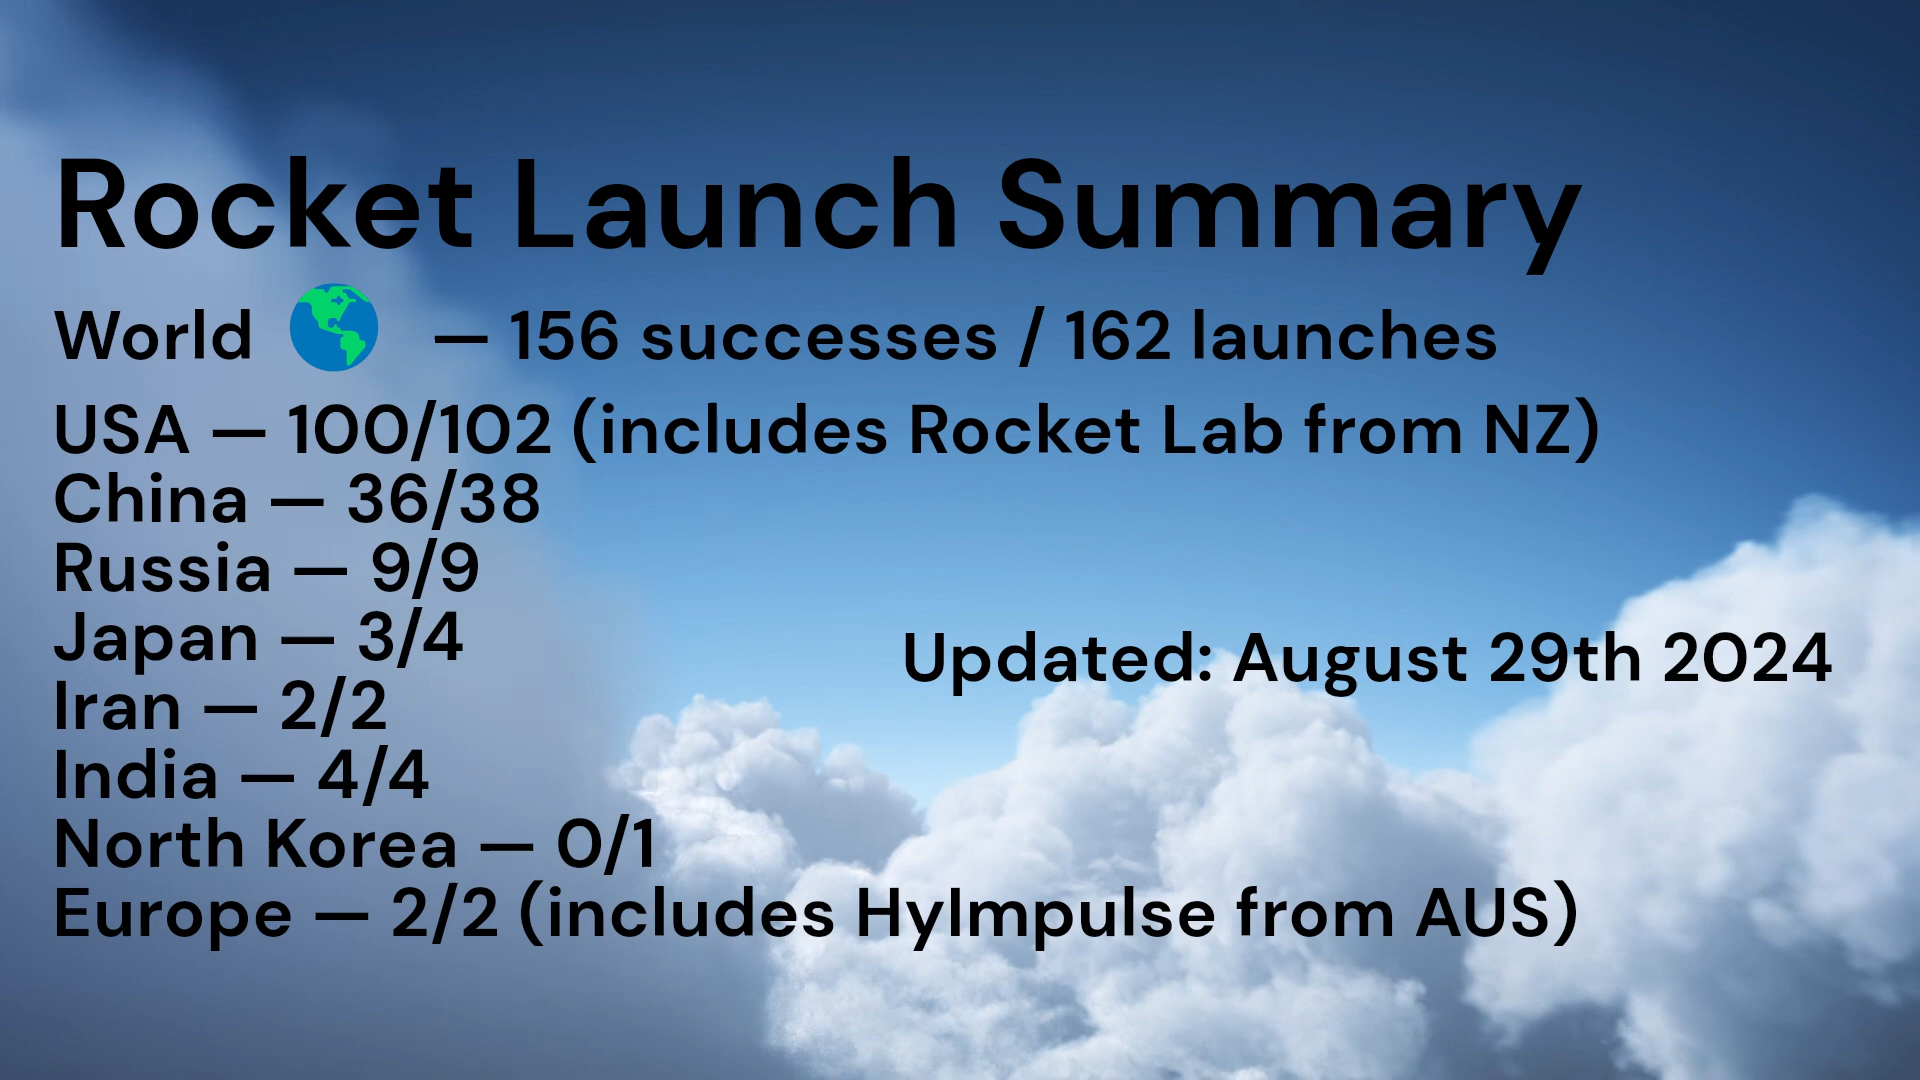 Rocket Launch Summary
World 🌎 — 156 successes / 162 launches
USA — 100/102 (includes Rocket Lab from NZ)
China — 36/38
Russia — 9/9
Japan — 3/4
Updated: August 29th 2024
Iran — 2/2
India — 4/4
North Korea — 0/1
Europe — 2/2 (includes HyImpulse from AUS)